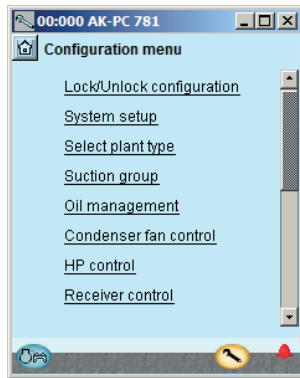 00:000 AK-PC 781
Configuration menu
Lock/Unlock configuration
System setup
Select plant type
Suction group
Oil management
Condenser fan control
HP control
Receiver control